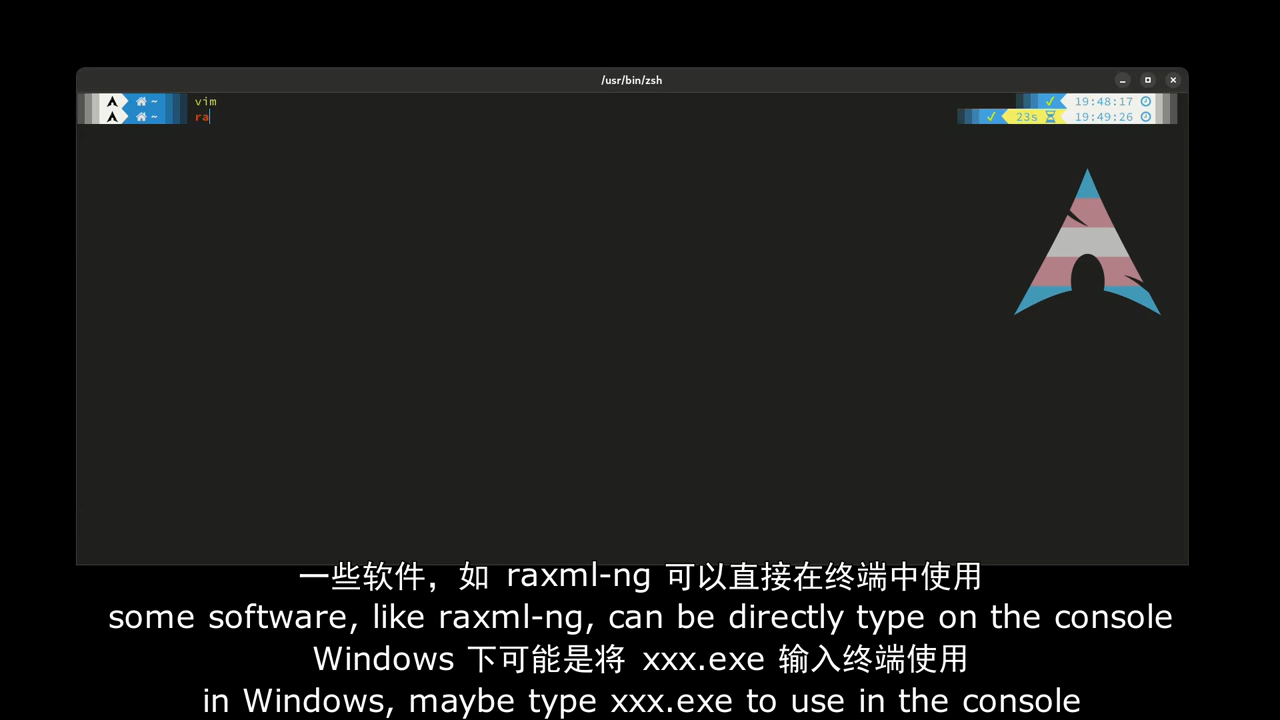 /usr/bin/zsh
~ vim ✓ 19:48:17
~ ra ✓ 23s 19:49:26
一些软件，如 raxml-ng 可以直接在终端中使用
some software, like raxml-ng, can be directly type on the console
Windows 下可能是将 xxx.exe 输入终端使用
in Windows, maybe type xxx.exe to use in the console